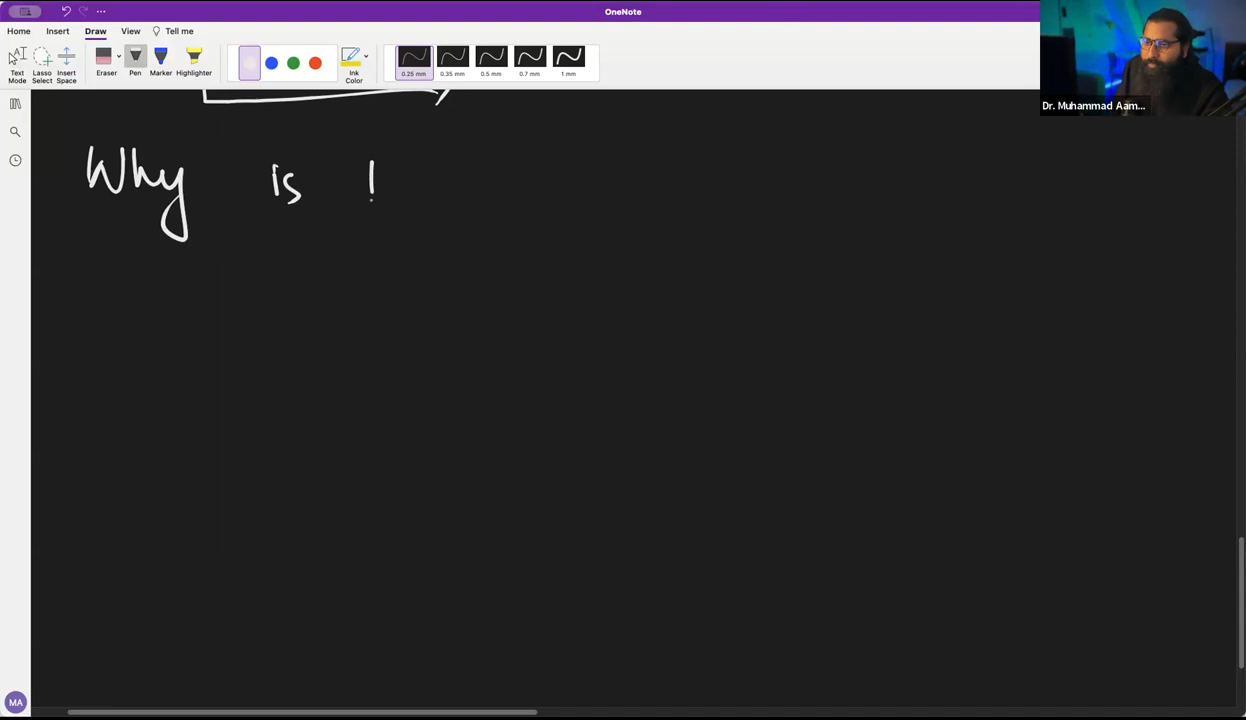 OneNote
Home Insert Draw View Tell me
Text Mode Lasso Select Insert Space Eraser Pen Marker Highlighter Ink Color 0.25 mm 0.35 mm 0.5 mm 0.7 mm 1 mm
Dr. Muhammad Aam...
Why is !
MA